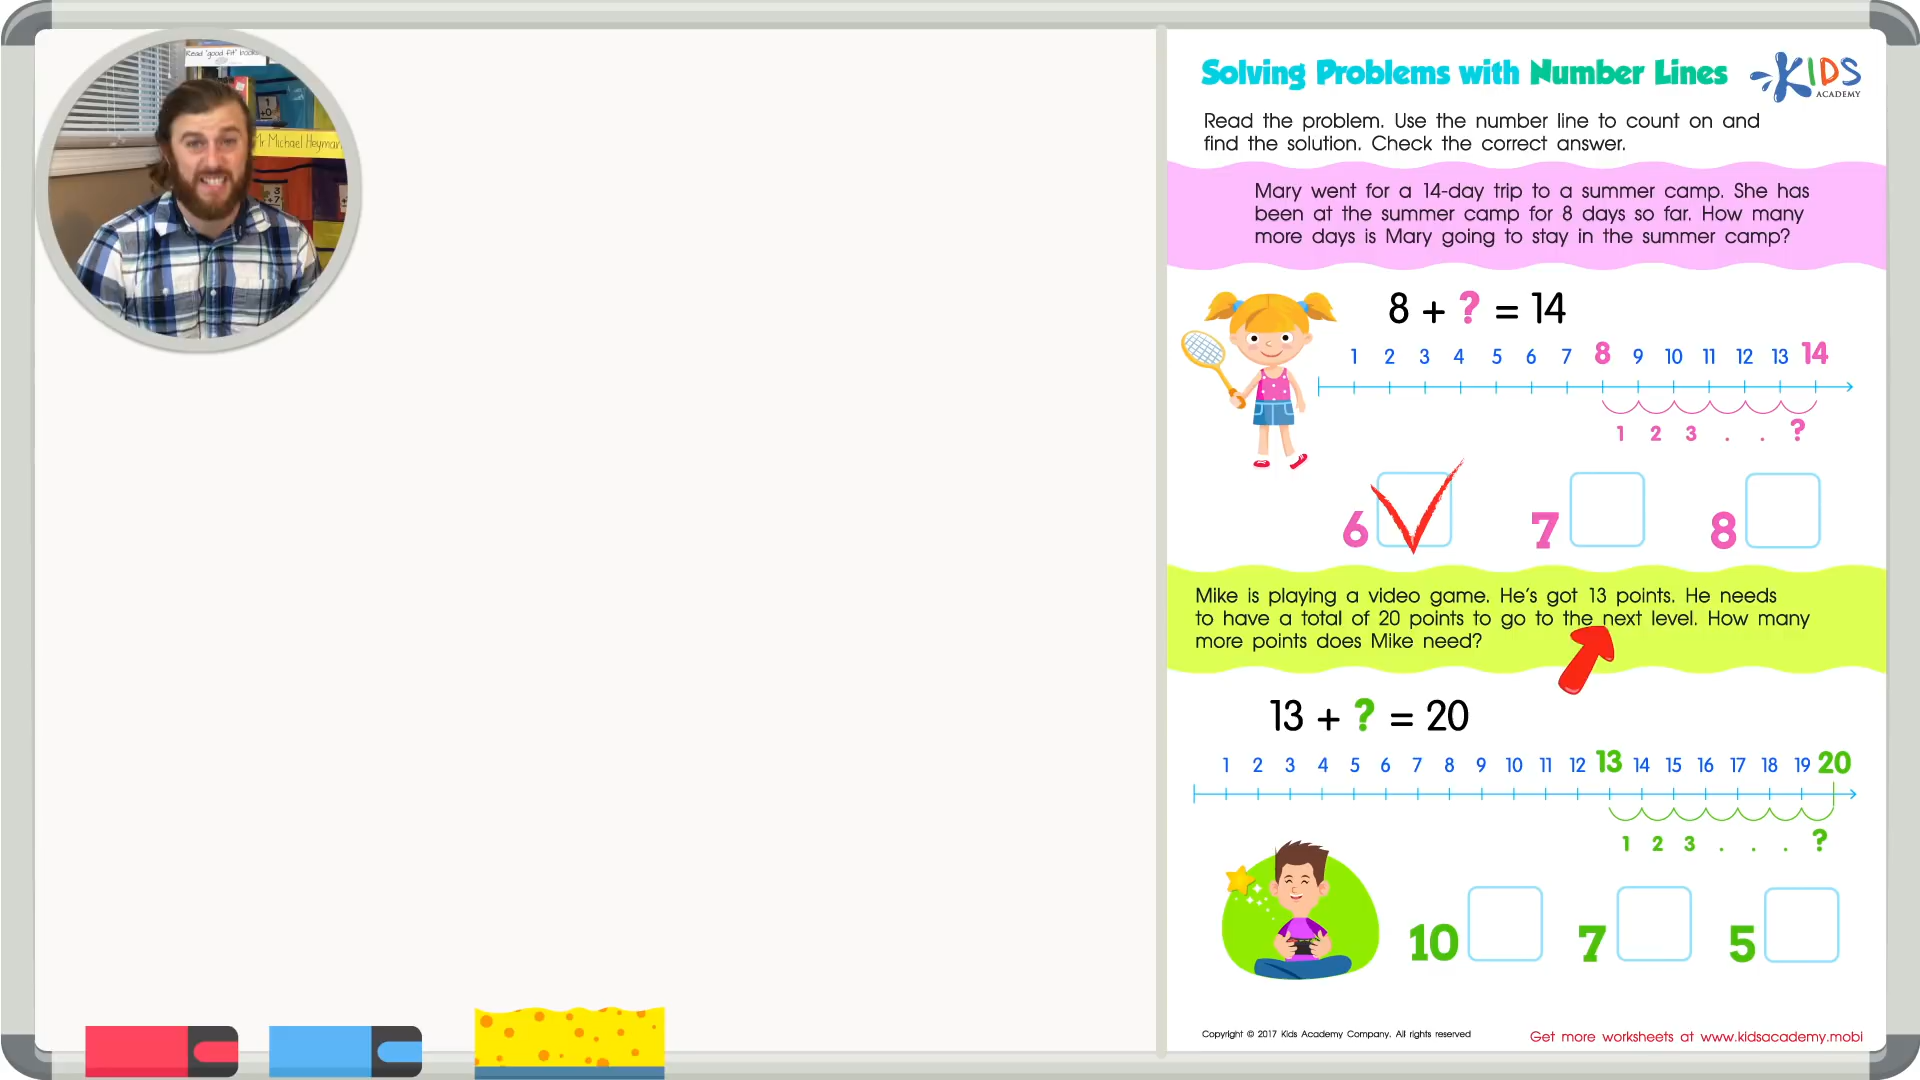 Read "good fit" books
Mr Michael Heyman
Solving Problems with Number Lines
KIDS
ACADEMY
Read the problem. Use the number line to count on and
find the solution. Check the correct answer.
Mary went for a 14-day trip to a summer camp. She has
been at the summer camp for 8 days so far. How many
more days is Mary going to stay in the summer camp?
8 + ? = 14
1 2 3 4 5 6 7 8 9 10 11 12 13 14
1 2 3 . . ?
6 7 8
Mike is playing a video game. He's got 13 points. He needs
to have a total of 20 points to go to the next level. How many
more points does Mike need?
13 + ? = 20
1 2 3 4 5 6 7 8 9 10 11 12 13 14 15 16 17 18 19 20
1 2 3 . . . ?
10 7 5
Copyright © 2017 Kids Academy Company. All rights reserved
Get more worksheets at www.kidsacademy.mobi